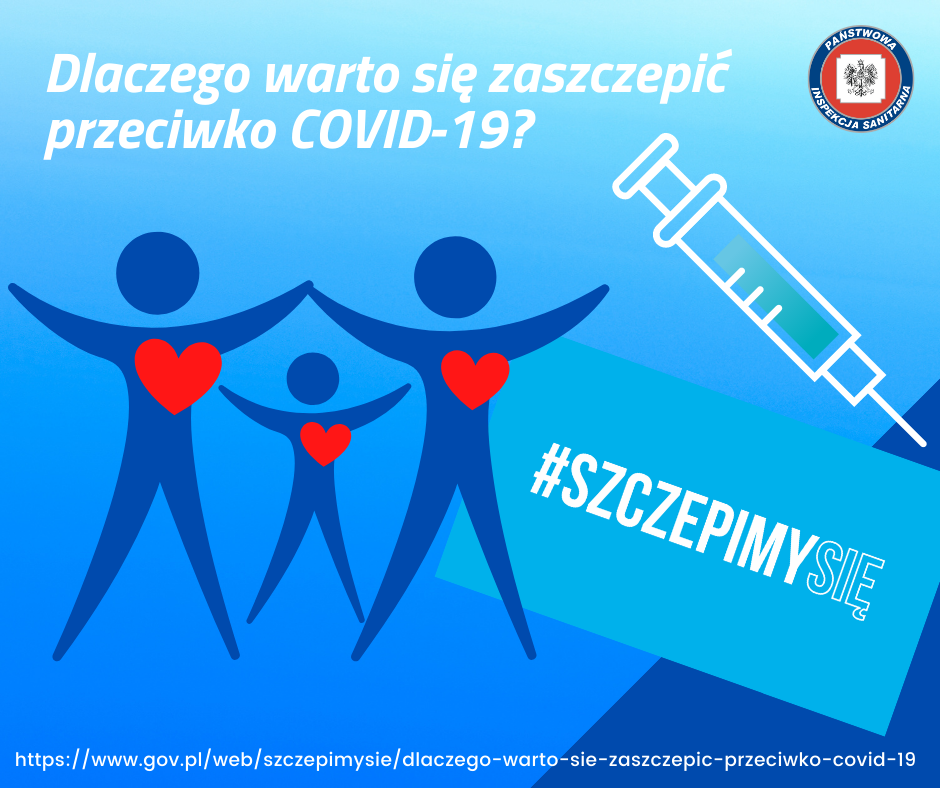 Dlaczego warto się zaszczepić
przeciwko COVID-19?
PAŃSTWOWA
INSPEKCJA SANITARNA
#SZCZEPIMYSIĘ
https://www.gov.pl/web/szczepimysie/dlaczego-warto-sie-zaszczepic-przeciwko-covid-19